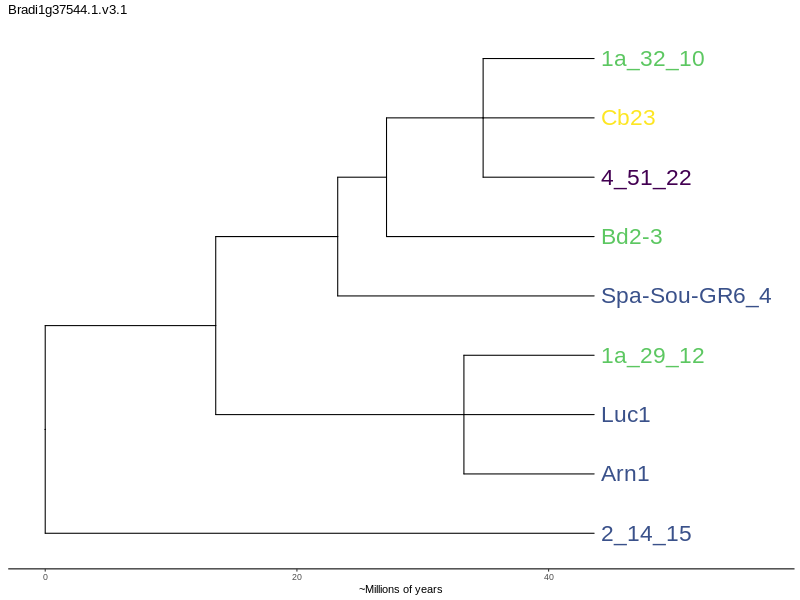 Bradi1g37544.1.v3.1
1a_32_10
Cb23
4_51_22
Bd2-3
Spa-Sou-GR6_4
1a_29_12
Luc1
Arn1
2_14_15
0 20 40
~Millions of years